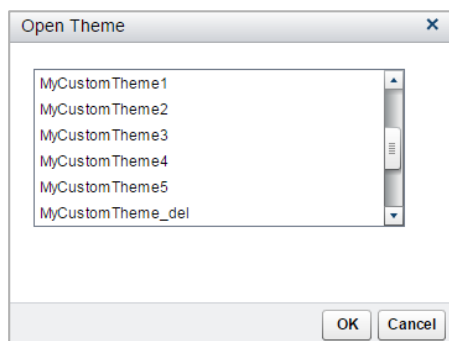 Open Theme
MyCustomTheme1
MyCustomTheme2
MyCustomTheme3
MyCustomTheme4
MyCustomTheme5
MyCustomTheme_del
OK Cancel